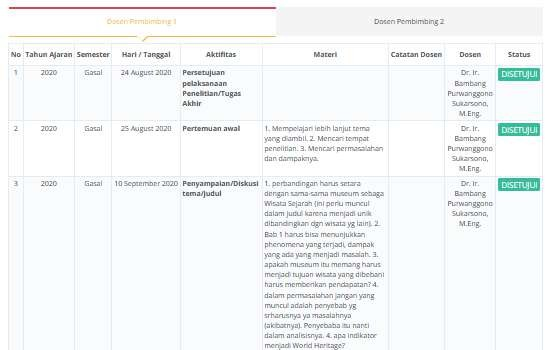 Dosen Pembimbing 1
Dosen Pembimbing 2
No Tahun Ajaran Semester Hari / Tanggal Aktifitas Materi Catatan Dosen Dosen Status
1 2020 Gasal 24 August 2020 Persetujuan Dr. Ir. DISETUJUI
pelaksanaan Bambang
Penelitian/Tugas Purwanggono
Akhir Sukarsono,
M.Eng.
2 2020 Gasal 25 August 2020 Pertemuan awal 1. Mempelajari lebih lanjut tema Dr. Ir. DISETUJUI
yang diambil. 2. Mencari tempat Bambang
penelitian. 3. Mencari permasalahan Purwanggono
dan dampaknya. Sukarsono,
M.Eng.
3 2020 Gasal 10 September 2020 Penyampaian/Diskusi 1. perbandingan harus setara Dr. Ir. DISETUJUI
tema/judul dengan sama-sama museum sebagai Bambang
Wisata Sejarah (ini perlu muncul Purwanggono
dalam judul karena menjadi unik Sukarsono,
dibandingkan dgn wisata yg lain). 2. M.Eng.
Bab 1 harus bisa menunjukkan
phenomena yang terjadi, dampak
yang ada yang menjadi masalah. 3.
apakah museum itu memang harus
menjadi tujuan wisata yang dibebani
harus memberikan pendapatan? 4.
dalam permasalahan jangan yang
muncul adalah penyebab yg
srharusnya ya masalahnya
(akibatnya). Penyebaba itu nanti
dalam analisisnya. 4. apa indikator
menjadi World Heritage?